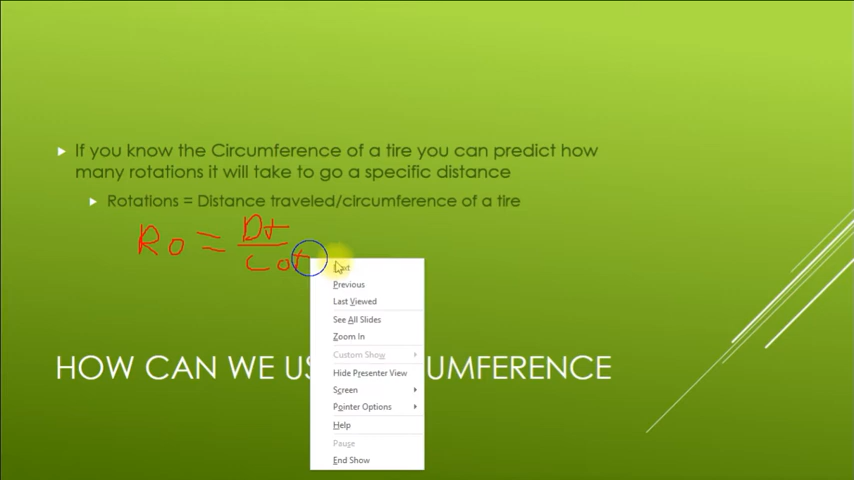 If you know the Circumference of a tire you can predict how
many rotations it will take to go a specific distance
Rotations = Distance traveled/circumference of a tire
Ro = Dt
Cot
Previous
Last Viewed
See All Slides
Zoom In
Custom Show
Hide Presenter View
Screen
Pointer Options
Help
Pause
End Show
HOW CAN WE UMFERENCE